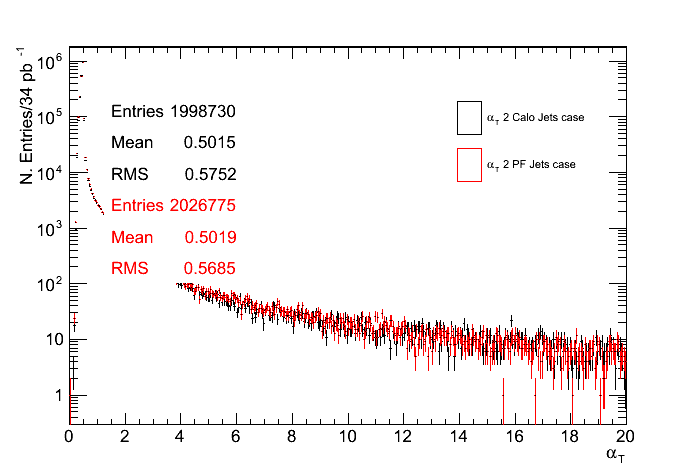 N. Entries/34 pb⁻¹
10⁶
10⁵
10⁴
10³
10²
10
1
Entries 1998730
Mean 0.5015
RMS 0.5752
Entries 2026775
Mean 0.5019
RMS 0.5685
α_T 2 Calo Jets case
α_T 2 PF Jets case
0 2 4 6 8 10 12 14 16 18 20
α_T